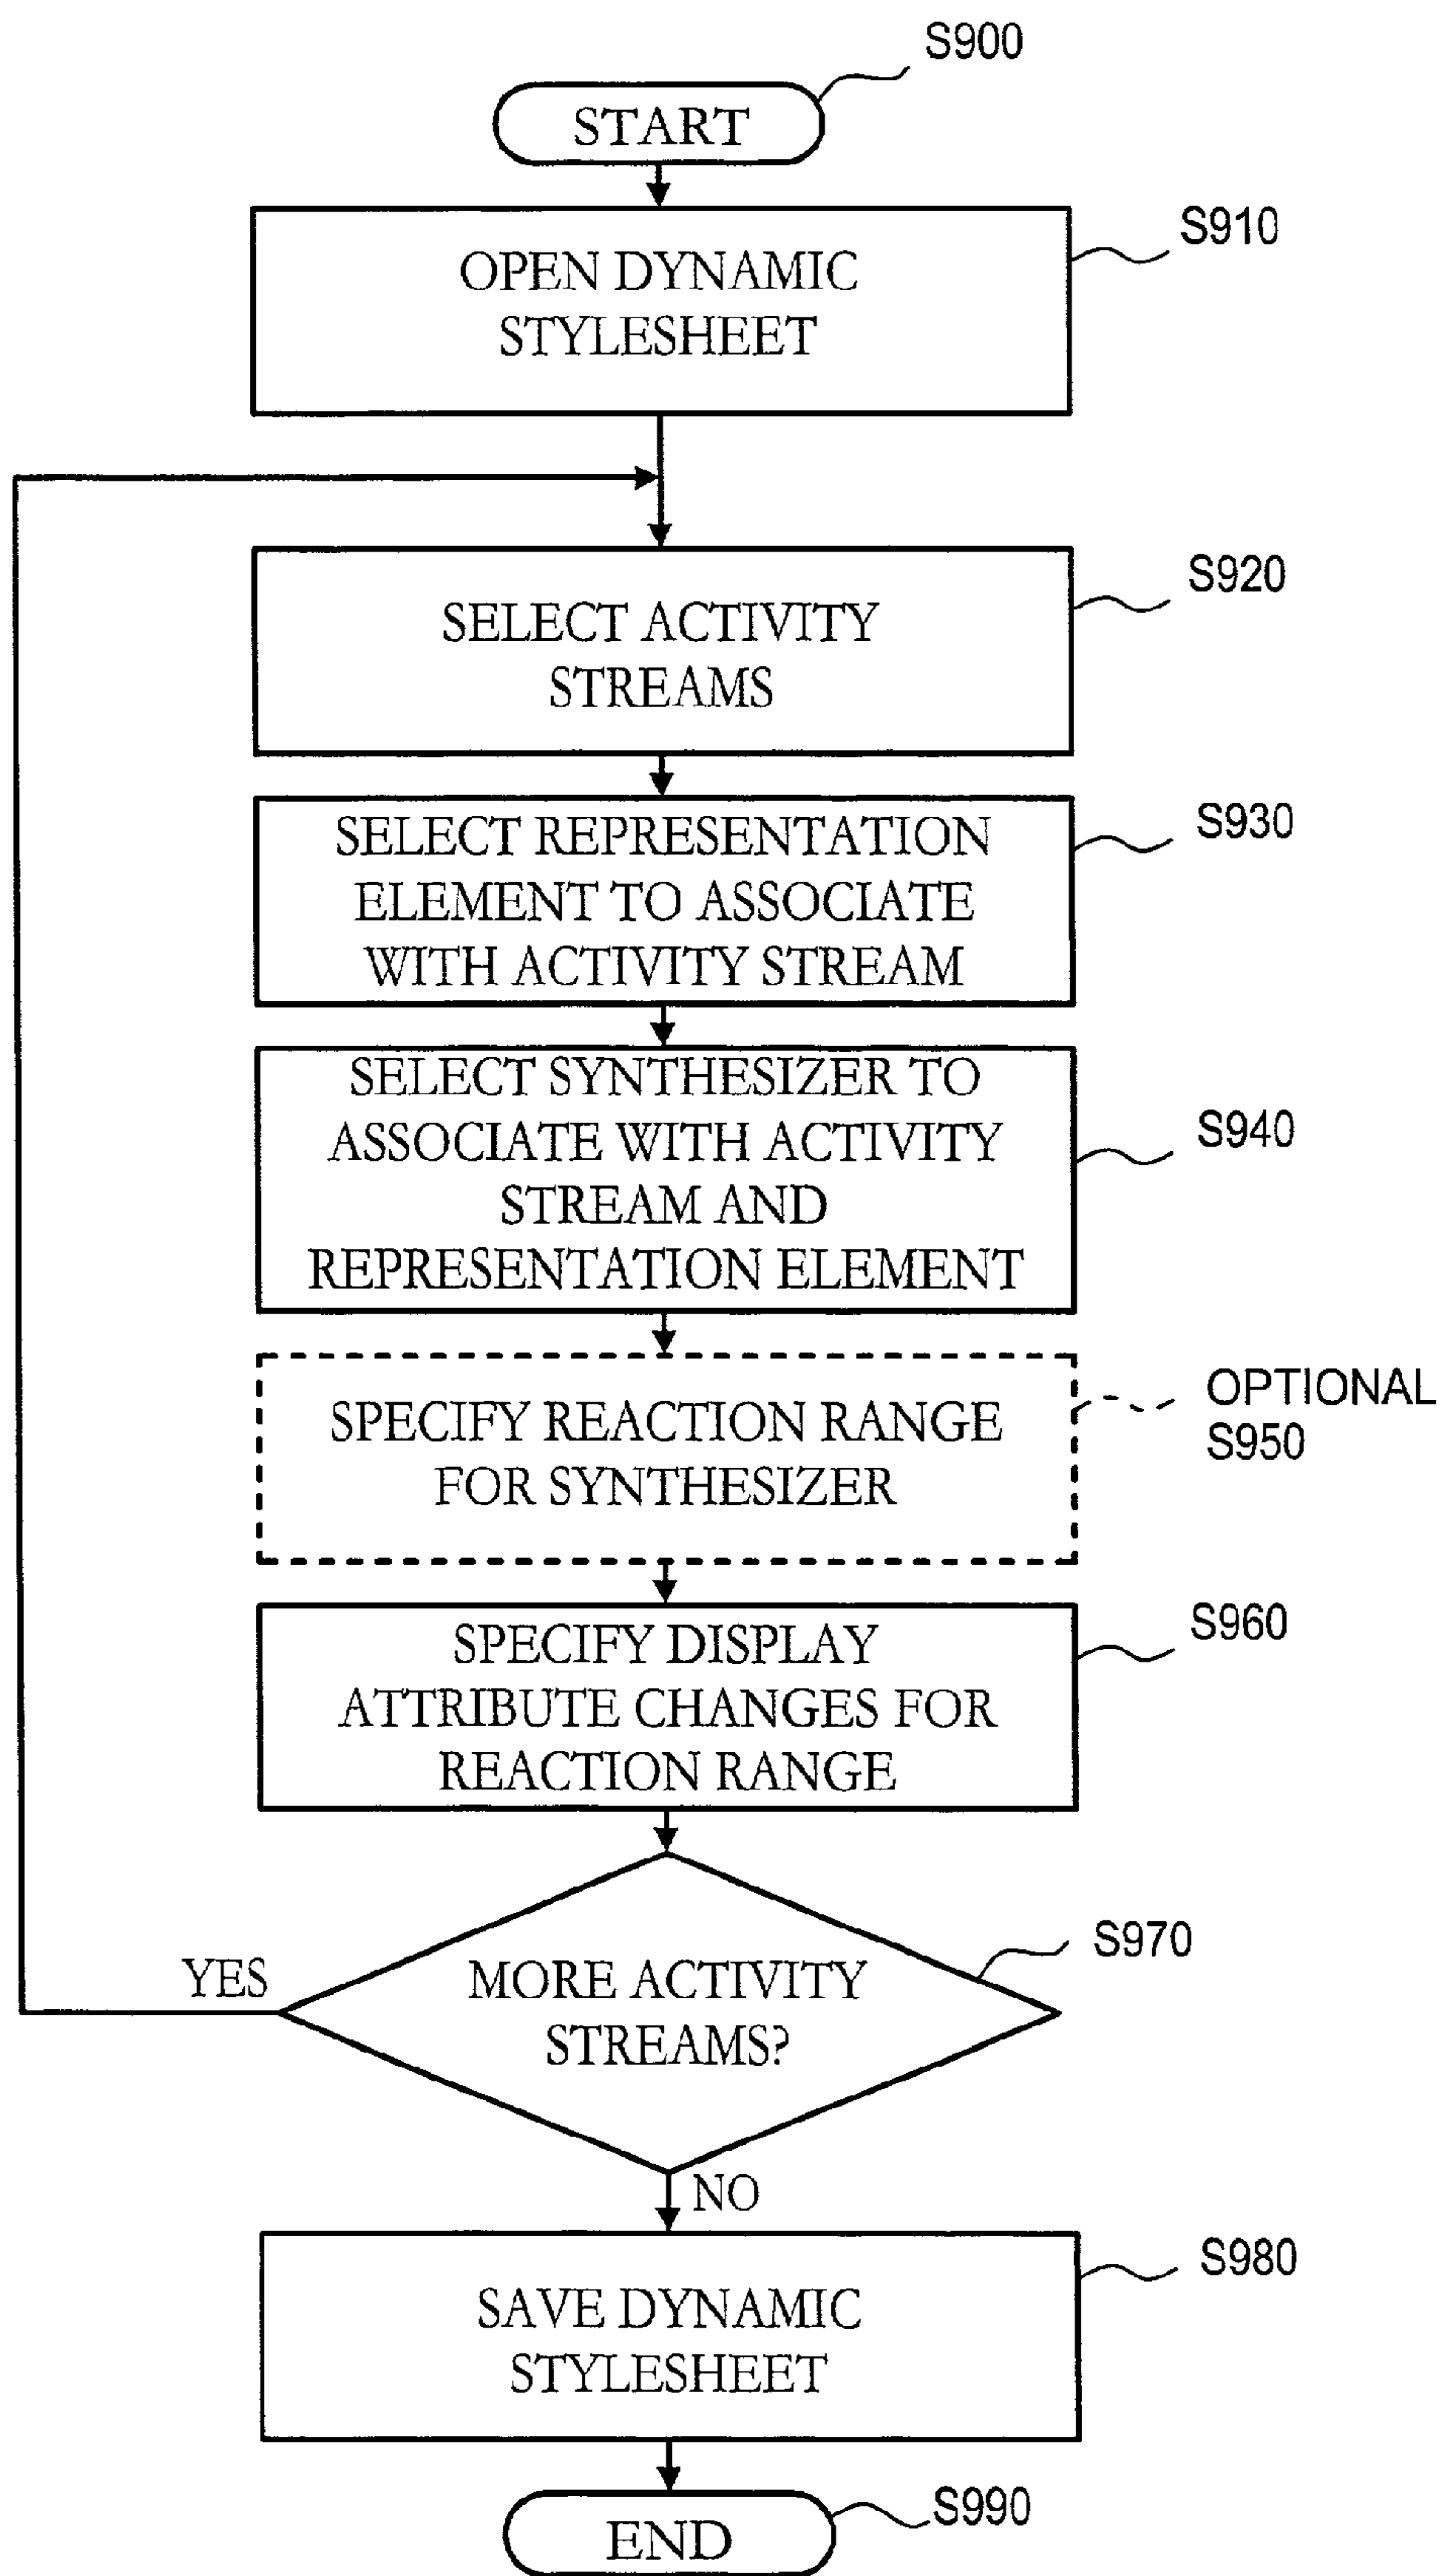 S900
START
S910
OPEN DYNAMIC
STYLESHEET
S920
SELECT ACTIVITY
STREAMS
S930
SELECT REPRESENTATION
ELEMENT TO ASSOCIATE
WITH ACTIVITY STREAM
S940
SELECT SYNTHESIZER TO
ASSOCIATE WITH ACTIVITY
STREAM AND
REPRESENTATION ELEMENT
OPTIONAL
S950
SPECIFY REACTION RANGE
FOR SYNTHESIZER
S960
SPECIFY DISPLAY
ATTRIBUTE CHANGES FOR
REACTION RANGE
S970
YES
MORE ACTIVITY
STREAMS?
NO
S980
SAVE DYNAMIC
STYLESHEET
S990
END